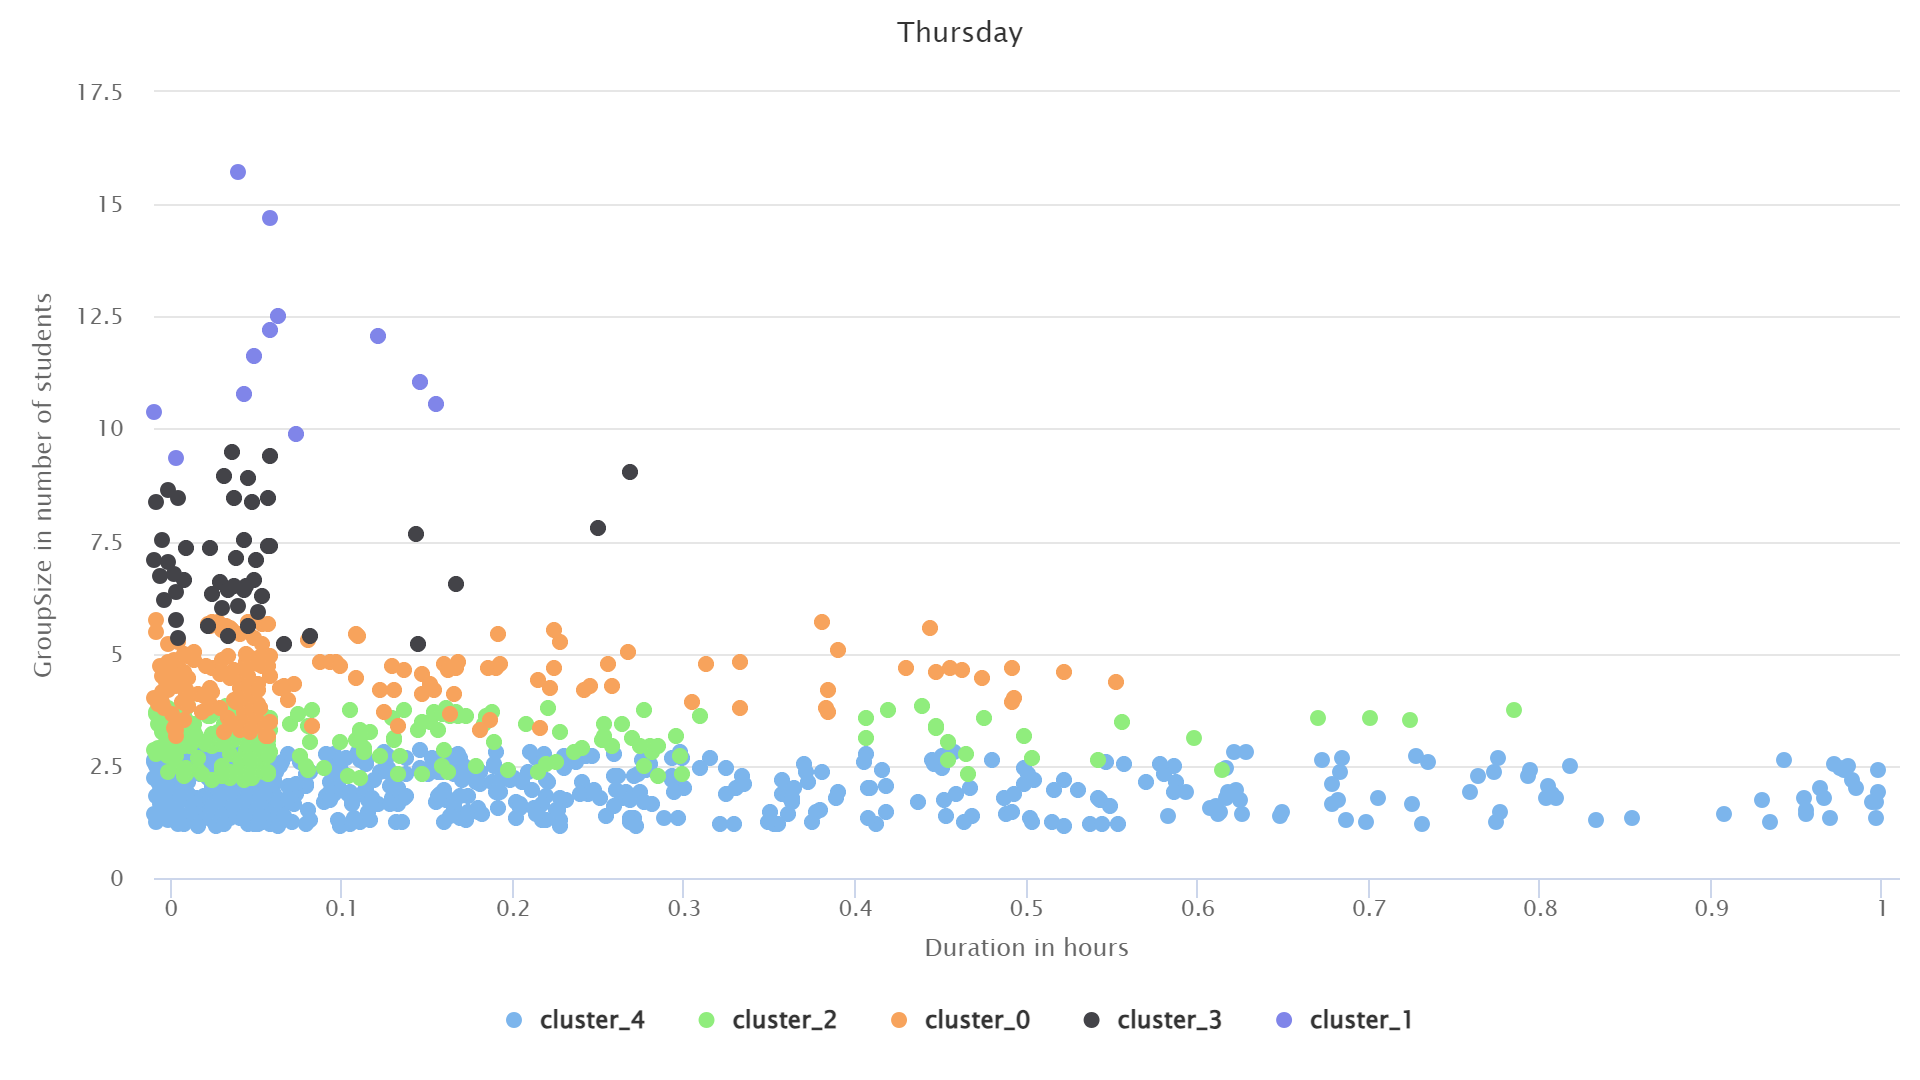 Thursday
17.5
15
12.5
10
7.5
5
2.5
0
GroupSize in number of students
0 0.1 0.2 0.3 0.4 0.5 0.6 0.7 0.8 0.9 1
Duration in hours
cluster_4 cluster_2 cluster_0 cluster_3 cluster_1